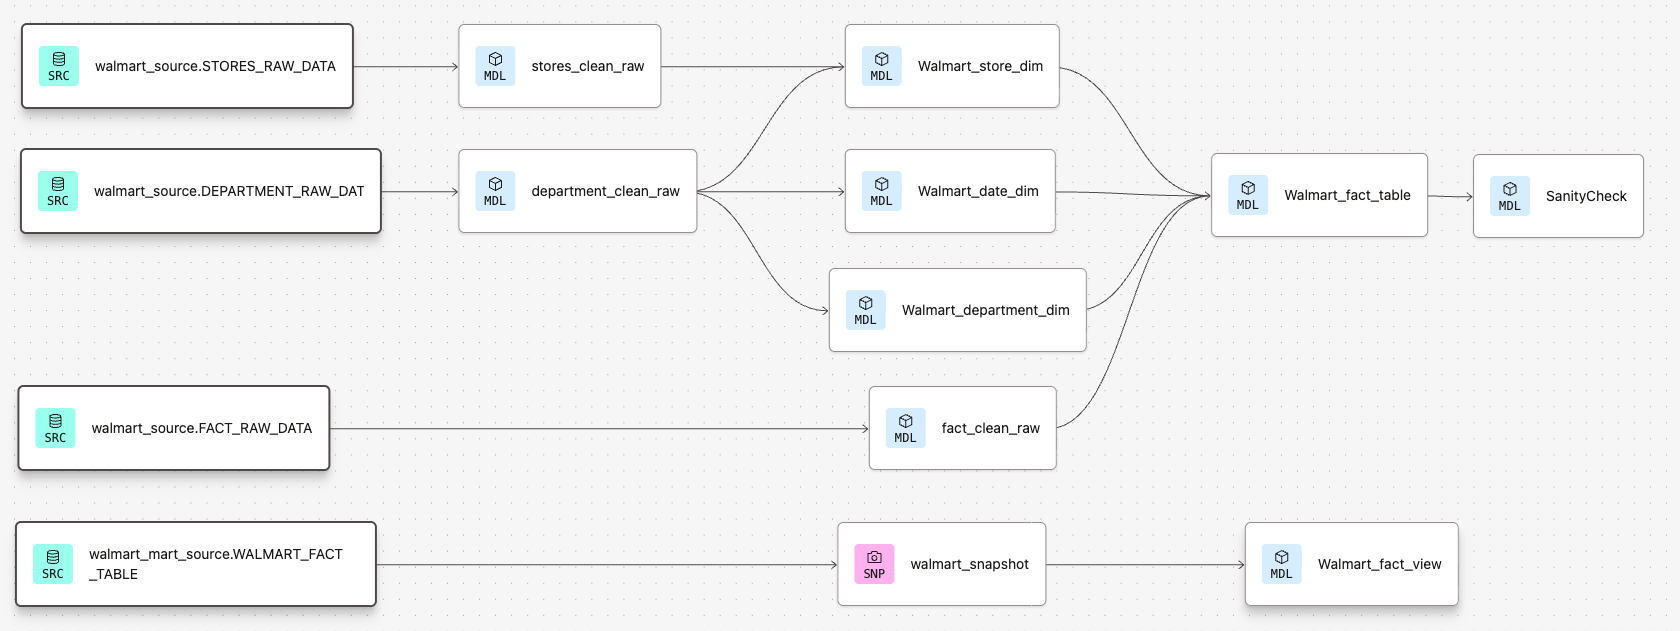 SRC
walmart_source.STORES_RAW_DATA
MDL
stores_clean_raw
MDL
Walmart_store_dim
SRC
walmart_source.DEPARTMENT_RAW_DAT
MDL
department_clean_raw
MDL
Walmart_date_dim
MDL
Walmart_fact_table
MDL
SanityCheck
MDL
Walmart_department_dim
SRC
walmart_source.FACT_RAW_DATA
MDL
fact_clean_raw
SRC
walmart_mart_source.WALMART_FACT
_TABLE
SNP
walmart_snapshot
MDL
Walmart_fact_view